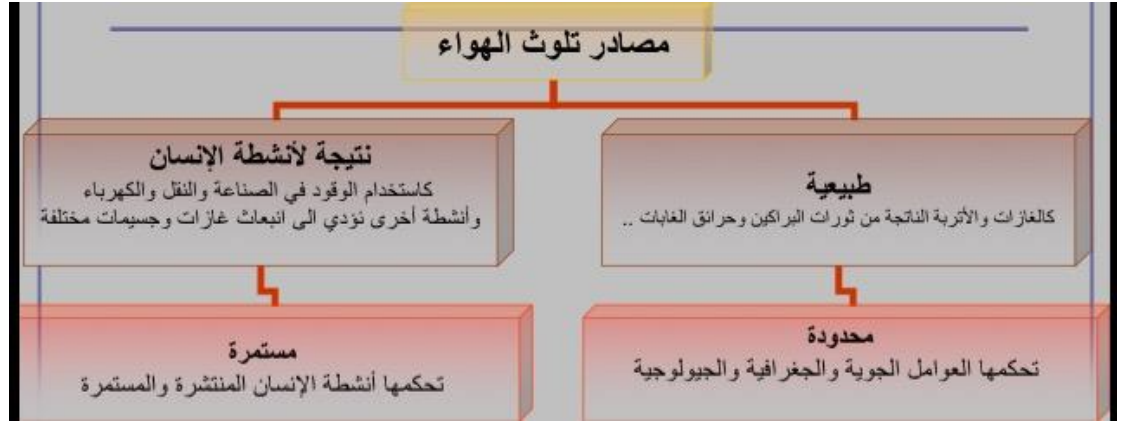 مصادر تلوث الهواء
طبيعية
كالغازات والأتربة الناتجة من ثورات البراكين وحرائق الغابات ..
محدودة
تحكمها العوامل الجوية والجغرافية والجيولوجية
نتيجة لأنشطة الإنسان
كاستخدام الوقود في الصناعة والنقل والكهرباء
وأنشطة أخرى تؤدي الى انبعاث غازات وجسيمات مختلفة
مستمرة
تحكمها أنشطة الإنسان المنتشرة والمستمرة